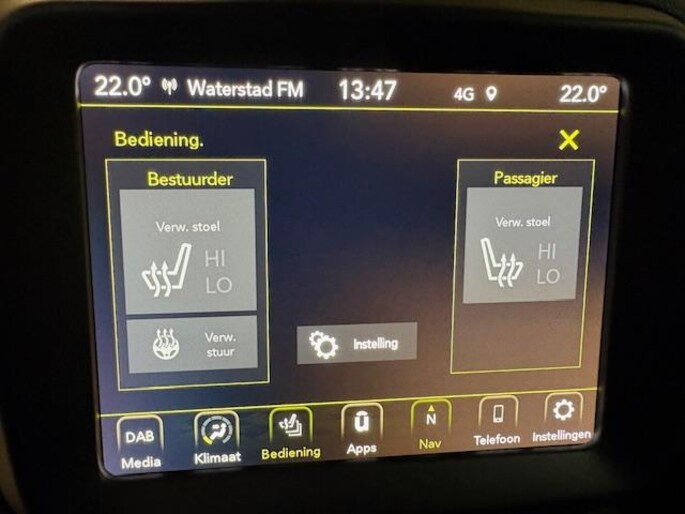 22.0° Waterstad FM 13:47 4G 22.0°
Bediening.
Bestuurder
Verw. stoel
HI
LO
Verw.
stuur
Instelling
Passagier
Verw. stoel
HI
LO
DAB
Media
Klimaat
Bediening
ū
Apps
N
Nav
Telefoon
Instellingen